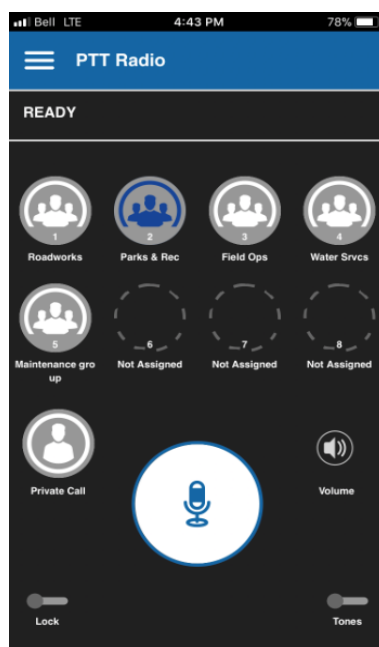 Bell LTE 4:43 PM 78%
PTT Radio
READY
1 2 3 4
Roadworks Parks & Rec Field Ops Water Srvcs
5 6 7 8
Maintenance gro Not Assigned Not Assigned Not Assigned
up
Private Call Volume
Lock Tones